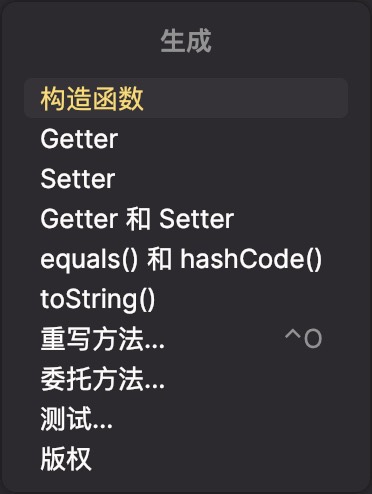 生成
构造函数
Getter
Setter
Getter 和 Setter
equals() 和 hashCode()
toString()
重写方法... ^O
委托方法...
测试...
版权